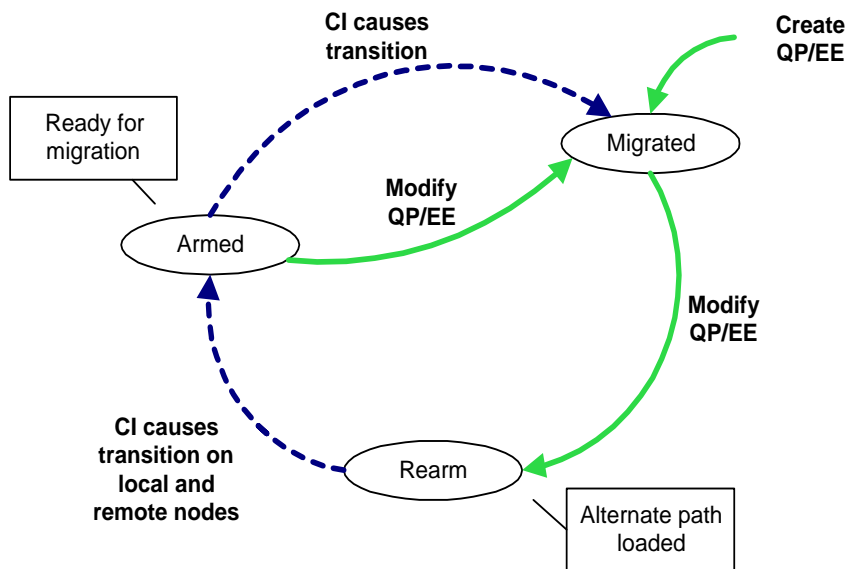 CI causes
transition
Create
QP/EE
Ready for
migration
Migrated
Modify
QP/EE
Armed
Modify
QP/EE
CI causes
transition on
local and
remote nodes
Rearm
Alternate path
loaded